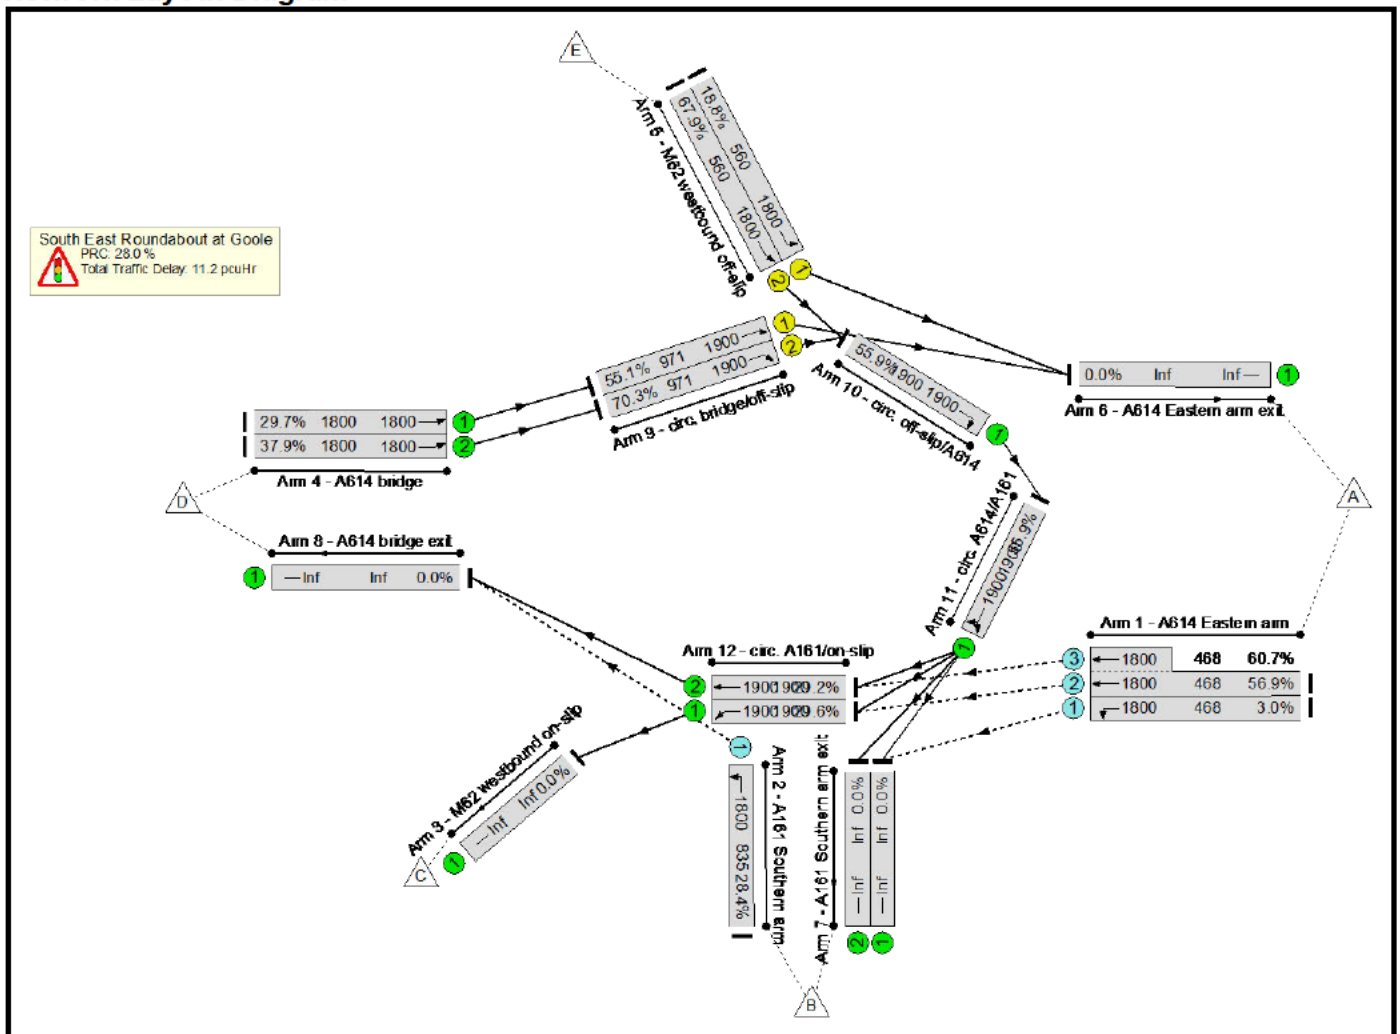 E
Arm 5 - M62 westbound off-slip
18.8% 560 1800
67.9% 560 1800
1
2
South East Roundabout at Goole
PRC: 28.0 %
Total Traffic Delay: 11.2 pcuHr
55.1% 971 1900
70.3% 971 1900
1
2
Arm 9 - circ. bridge/off-slip
55.9% 1900 1900
1
Arm 10 - circ. off-slip/A614
0.0% Inf Inf
1
Arm 6 - A614 Eastern arm exit
29.7% 1800 1800
37.9% 1800 1800
1
2
Arm 4 - A614 bridge
D
A
Arm 8 - A614 bridge exit
1
Inf Inf 0.0%
Arm 11 - circ. A614/A161
1900 1900 55.9%
1
Arm 1 - A614 Eastern arm
3 1800 468 60.7%
2 1800 468 56.9%
1 1800 468 3.0%
Arm 12 - circ. A161/on-slip
2 1900 1900 29.2%
1 1900 1900 29.6%
Arm 3 - M62 westbound on-slip
Inf Inf 0.0%
1
C
1
1800 835 28.4%
Arm 2 - A161 Southern arm
Arm 7 - A161 Southern arm exit
Inf Inf 0.0%
Inf Inf 0.0%
2
1
B